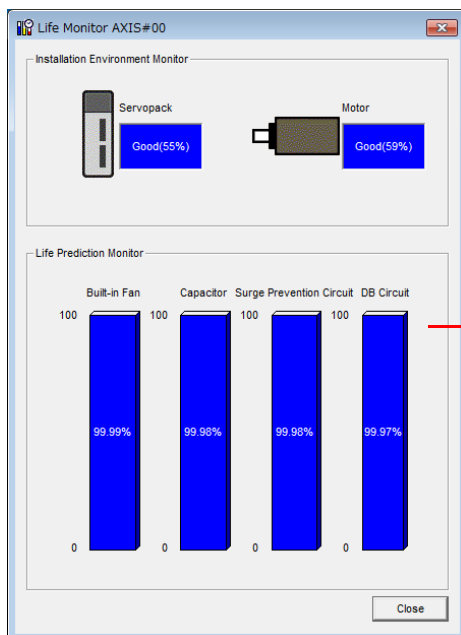 Life Monitor AXIS#00
Installation Environment Monitor
Servopack
Motor
Good(55%)
Good(59%)
Life Prediction Monitor
Built-in Fan Capacitor Surge Prevention Circuit DB Circuit
100 100 100 100
99.99% 99.98% 99.98% 99.97%
0 0 0 0
Close